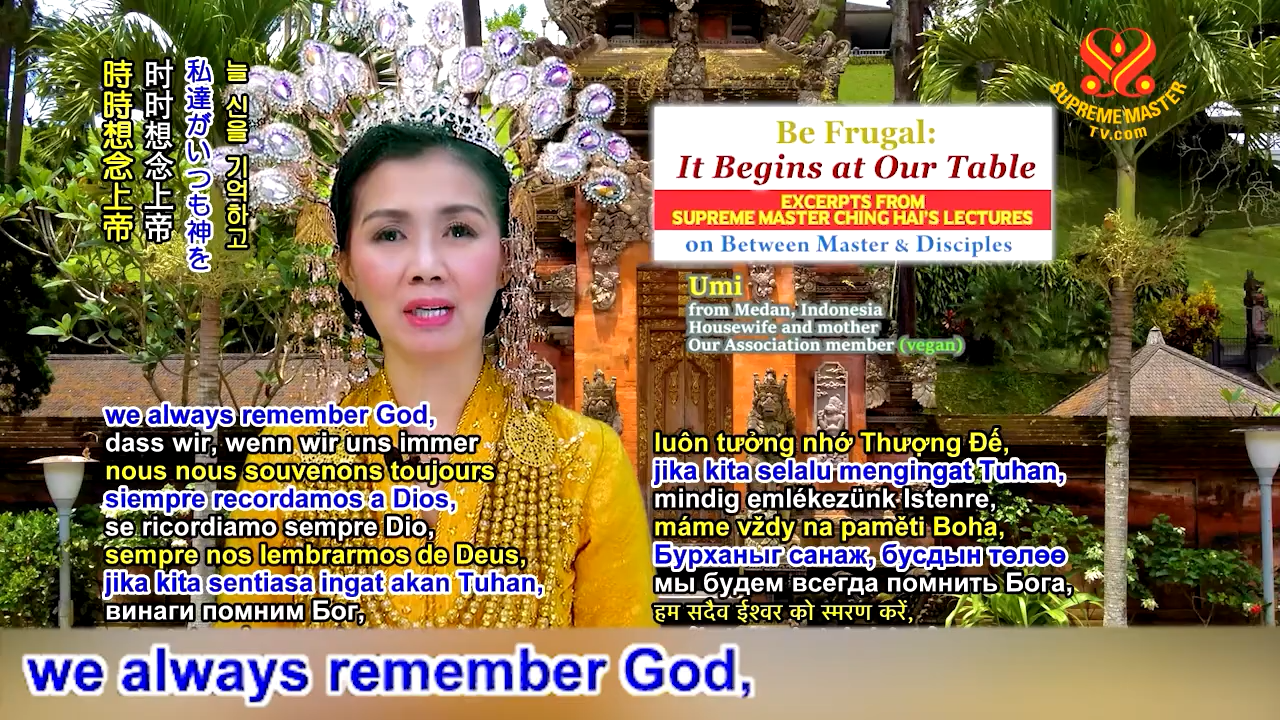 時時想念上帝
时时想念上帝
私達がいつも神を
늘 신을 기억하고
SUPREME MASTER
TV.com
Be Frugal:
It Begins at Our Table
EXCERPTS FROM
SUPREME MASTER CHING HAI'S LECTURES
on Between Master & Disciples
Umi
from Medan, Indonesia
Housewife and mother
Our Association member (vegan)
we always remember God,
dass wir, wenn wir uns immer
nous nous souvenons toujours
siempre recordamos a Dios,
se ricordiamo sempre Dio,
sempre nos lembrarmos de Deus,
jika kita sentiasa ingat akan Tuhan,
винаги помним Бог,
luôn tưởng nhớ Thượng Đế,
jika kita selalu mengingat Tuhan,
mindig emlékezünk Istenre,
máme vždy na paměti Boha,
Бурханыг санаж, бусдын төлөө
мы будем всегда помнить Бога,
हम सदैव ईश्वर को स्मरण करें,
we always remember God,